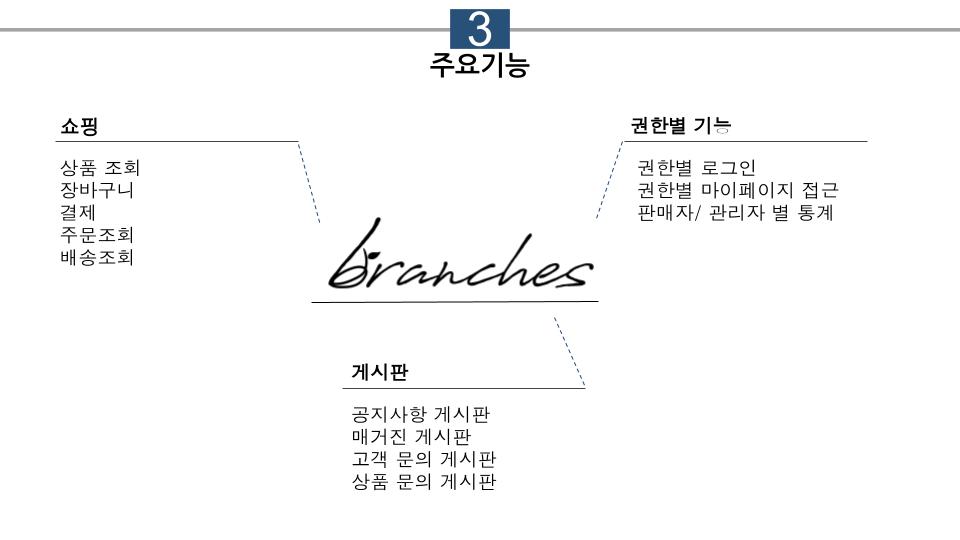 3
주요기능
쇼핑
상품 조회
장바구니
결제
주문조회
배송조회
권한별 기능
권한별 로그인
권한별 마이페이지 접근
판매자/ 관리자 별 통계
branches
게시판
공지사항 게시판
매거진 게시판
고객 문의 게시판
상품 문의 게시판